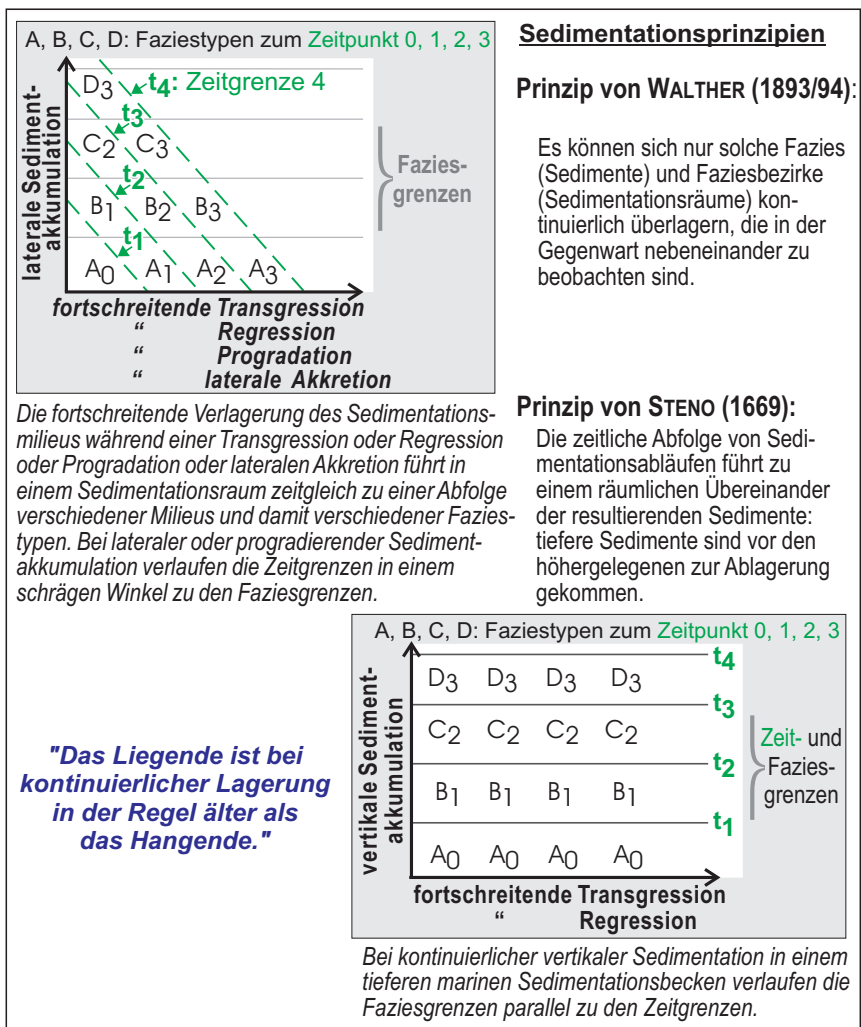 A, B, C, D: Faziestypen zum Zeitpunkt 0, 1, 2, 3
laterale Sediment-
akkumulation
D3 t4: Zeitgrenze 4
t3
C2 C3
t2
B1 B2 B3
t1
A0 A1 A2 A3
Fazies-
grenzen
fortschreitende Transgression
“ Regression
“ Progradation
“ laterale Akkretion
Die fortschreitende Verlagerung des Sedimentations-
milieus während einer Transgression oder Regression
oder Progradation oder lateralen Akkretion führt in
einem Sedimentationsraum zeitgleich zu einer Abfolge
verschiedener Milieus und damit verschiedener Fazies-
typen. Bei lateraler oder progradierender Sediment-
akkumulation verlaufen die Zeitgrenzen in einem
schrägen Winkel zu den Faziesgrenzen.
Sedimentationsprinzipien
Prinzip von WALTHER (1893/94):
Es können sich nur solche Fazies
(Sedimente) und Faziesbezirke
(Sedimentationsräume) kon-
tinuierlich überlagern, die in der
Gegenwart nebeneinander zu
beobachten sind.
Prinzip von STENO (1669):
Die zeitliche Abfolge von Sedi-
mentationsabläufen führt zu
einem räumlichen Übereinander
der resultierenden Sedimente:
tiefere Sedimente sind vor den
höhergelegenen zur Ablagerung
gekommen.
"Das Liegende ist bei
kontinuierlicher Lagerung
in der Regel älter als
das Hangende."
A, B, C, D: Faziestypen zum Zeitpunkt 0, 1, 2, 3
vertikale Sediment-
akkumulation
t4
D3 D3 D3 D3
t3
C2 C2 C2 C2
t2
B1 B1 B1 B1
t1
A0 A0 A0 A0
Zeit- und
Fazies-
grenzen
fortschreitende Transgression
“ Regression
Bei kontinuierlicher vertikaler Sedimentation in einem
tieferen marinen Sedimentationsbecken verlaufen die
Faziesgrenzen parallel zu den Zeitgrenzen.